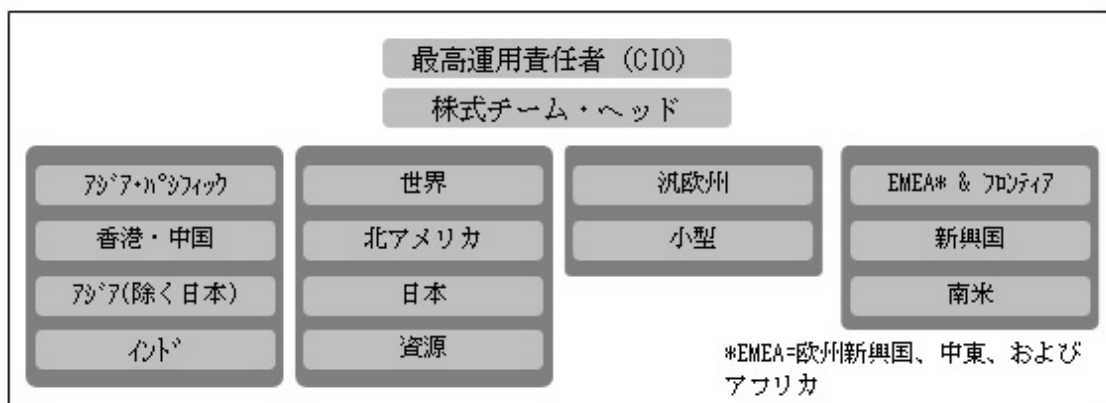 最高運用責任者 (CIO)
株式チーム・ヘッド
ｱｼﾞｱ・ﾊﾟｼﾌｨｯｸ
香港・中国
ｱｼﾞｱ(除く日本)
ｲﾝﾄﾞ
世界
北アメリカ
日本
資源
汎欧州
小型
EMEA* & ﾌﾛﾝﾃｨｱ
新興国
南米
*EMEA=欧州新興国、中東、および
アフリカ